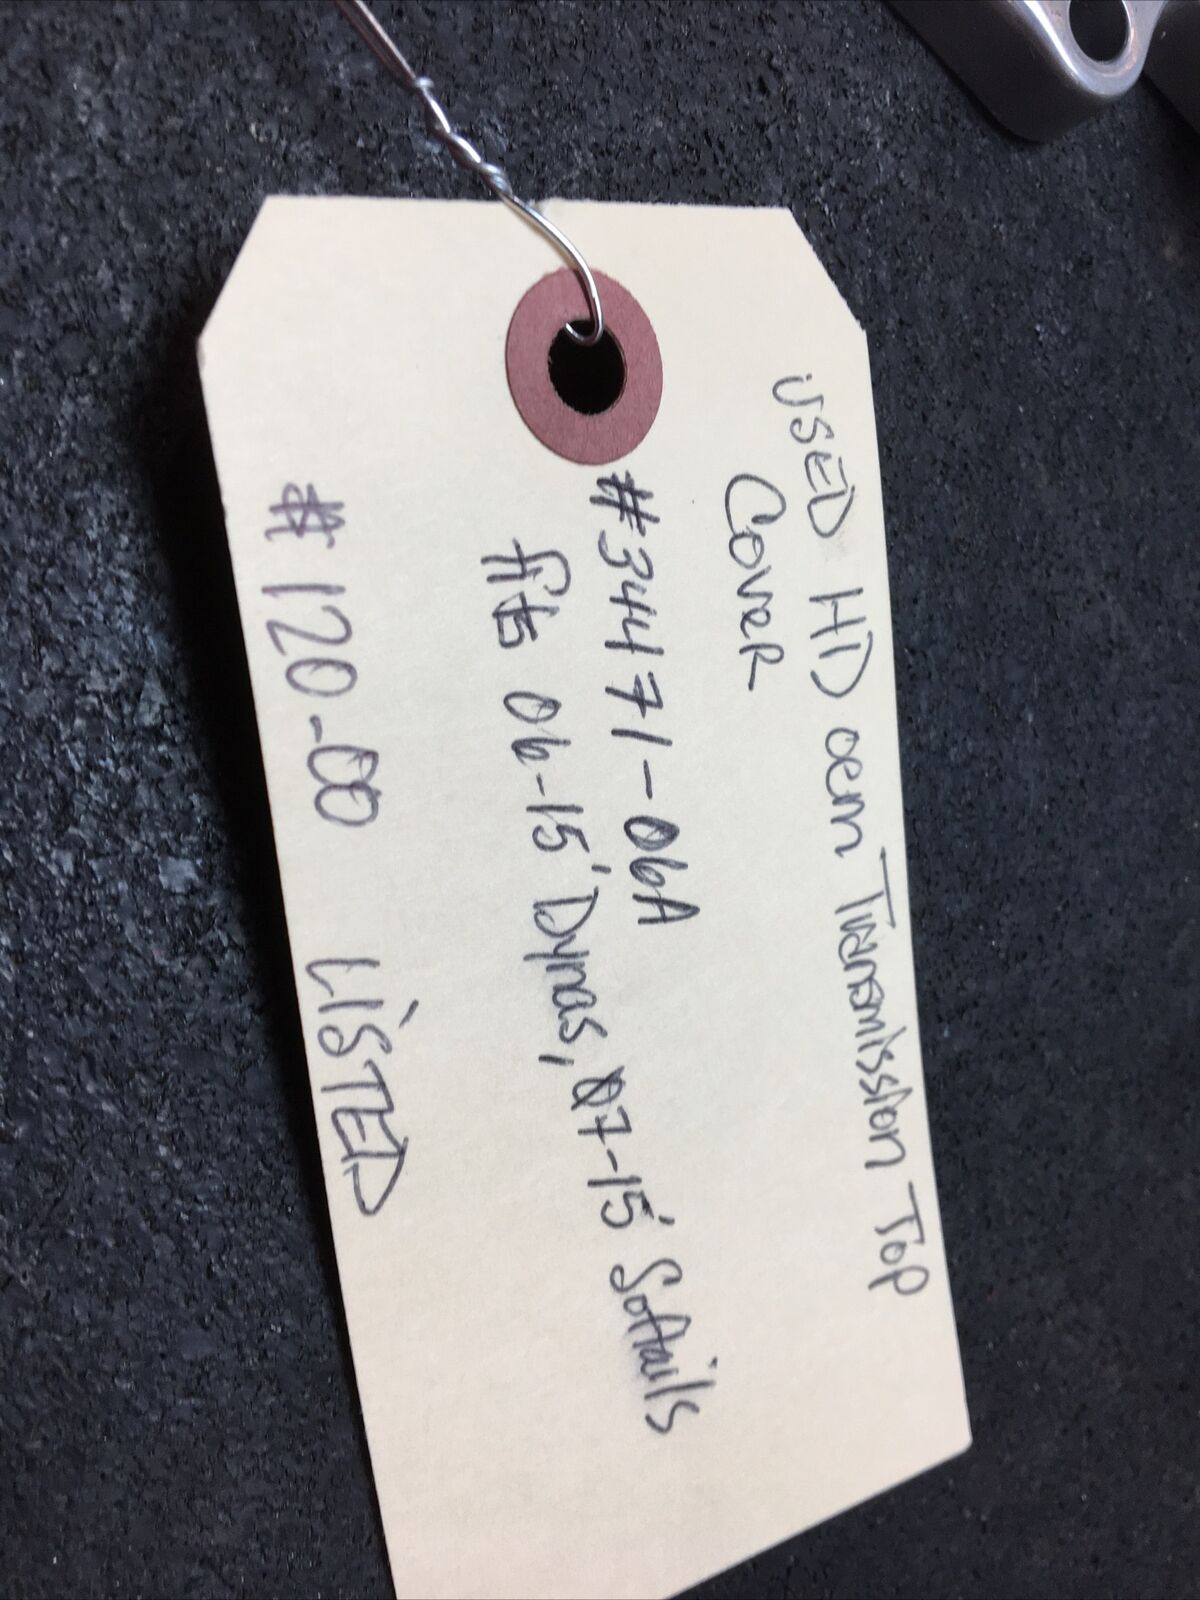 USED HD oem Transmission Top
Cover
#34471-06A
fits 06-15' Dynas, 07-15' Softails
$120-00 LISTED